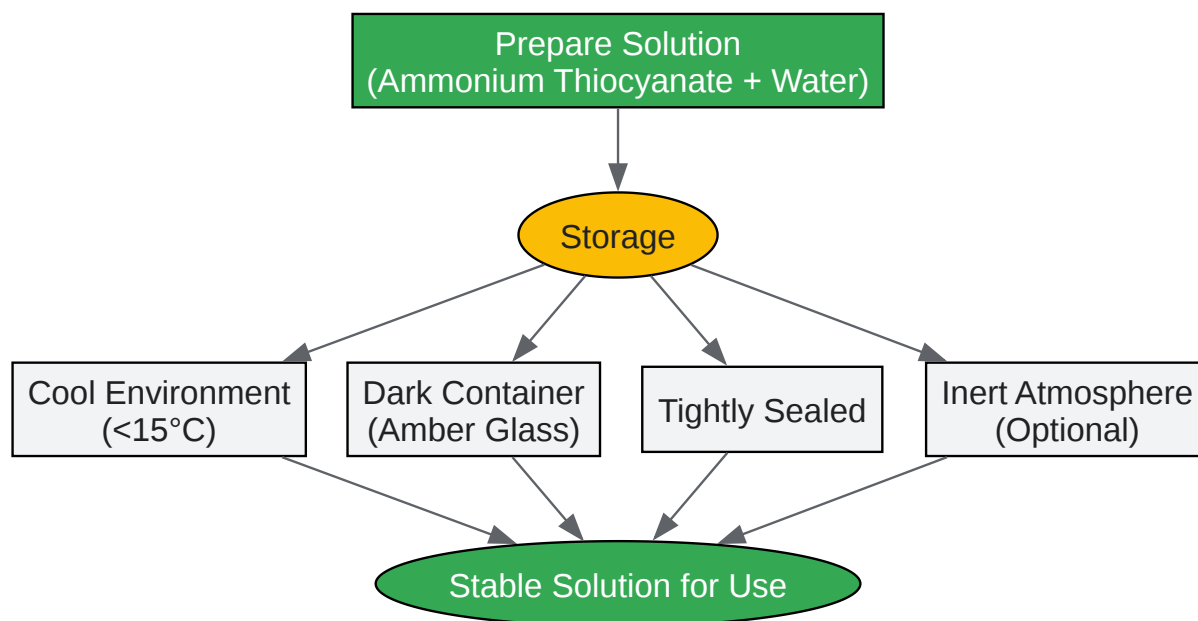 Prepare Solution
(Ammonium Thiocyanate + Water)
Storage
Cool Environment
(<15°C)
Dark Container
(Amber Glass)
Tightly Sealed
Inert Atmosphere
(Optional)
Stable Solution for Use